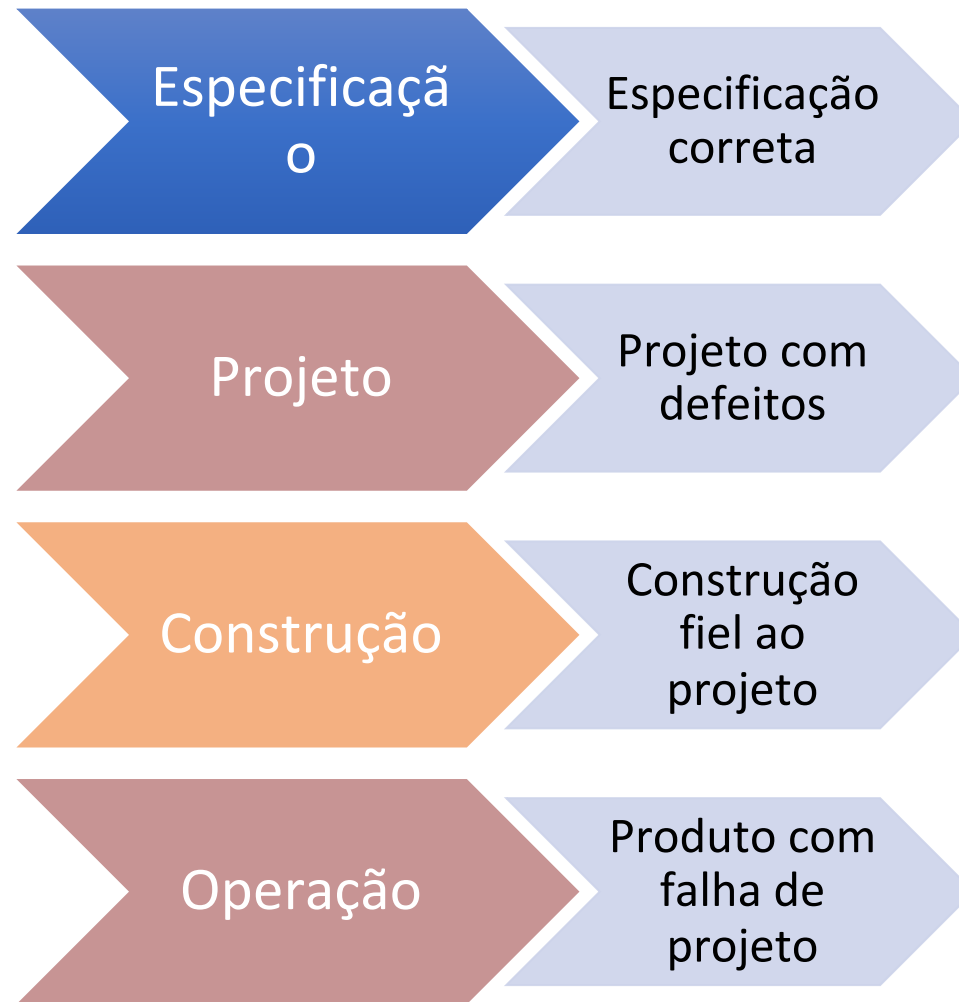 Especificaçã
o
Especificação
correta
Projeto
Projeto com
defeitos
Construção
Construção
fiel ao
projeto
Operação
Produto com
falha de
projeto